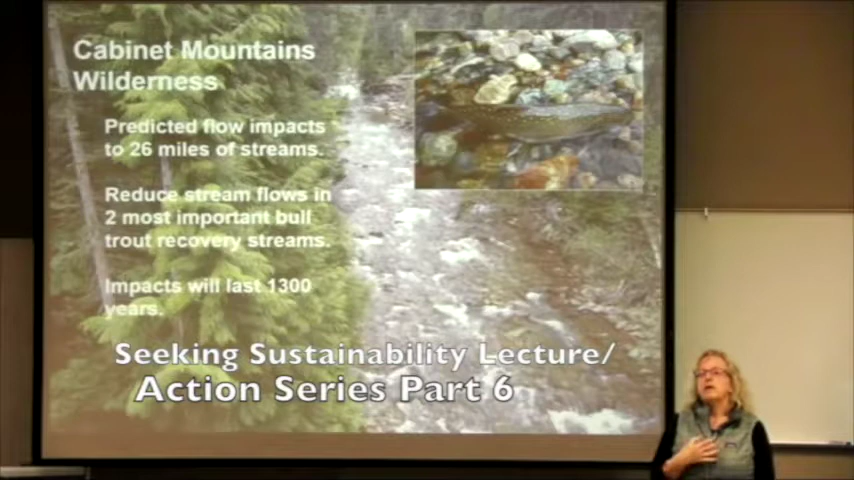 Cabinet Mountains
Wilderness
Predicted flow impacts
to 26 miles of streams.
Reduce stream flows in
2 most important bull
trout recovery streams.
Impacts will last 1300
years.
Seeking Sustainability Lecture/
Action Series Part 6